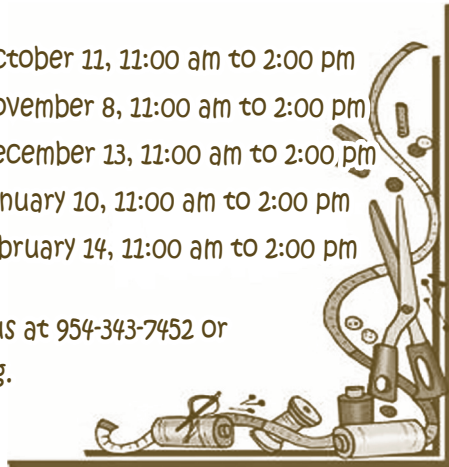 ctober 11, 11:00 am to 2:00 pm
ovember 8, 11:00 am to 2:00 pm
ecember 13, 11:00 am to 2:00 pm
nuary 10, 11:00 am to 2:00 pm
bruary 14, 11:00 am to 2:00 pm
us at 954-343-7452 or
g.